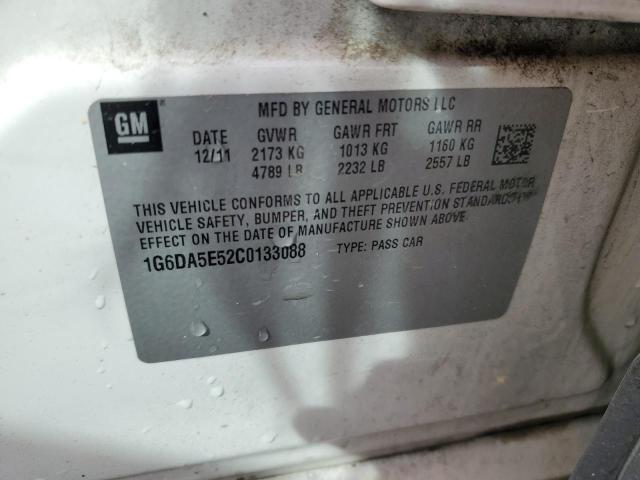 GM
MFD BY GENERAL MOTORS LLC
DATE GVWR GAWR FRT GAWR RR
12/11 2173 KG 1013 KG 1160 KG
4789 LB 2232 LB 2557 LB
THIS VEHICLE CONFORMS TO ALL APPLICABLE U.S. FEDERAL MOTOR
VEHICLE SAFETY, BUMPER, AND THEFT PREVENTION STANDARDS IN
EFFECT ON THE DATE OF MANUFACTURE SHOWN ABOVE
1G6DA5E52C0133088 TYPE: PASS CAR